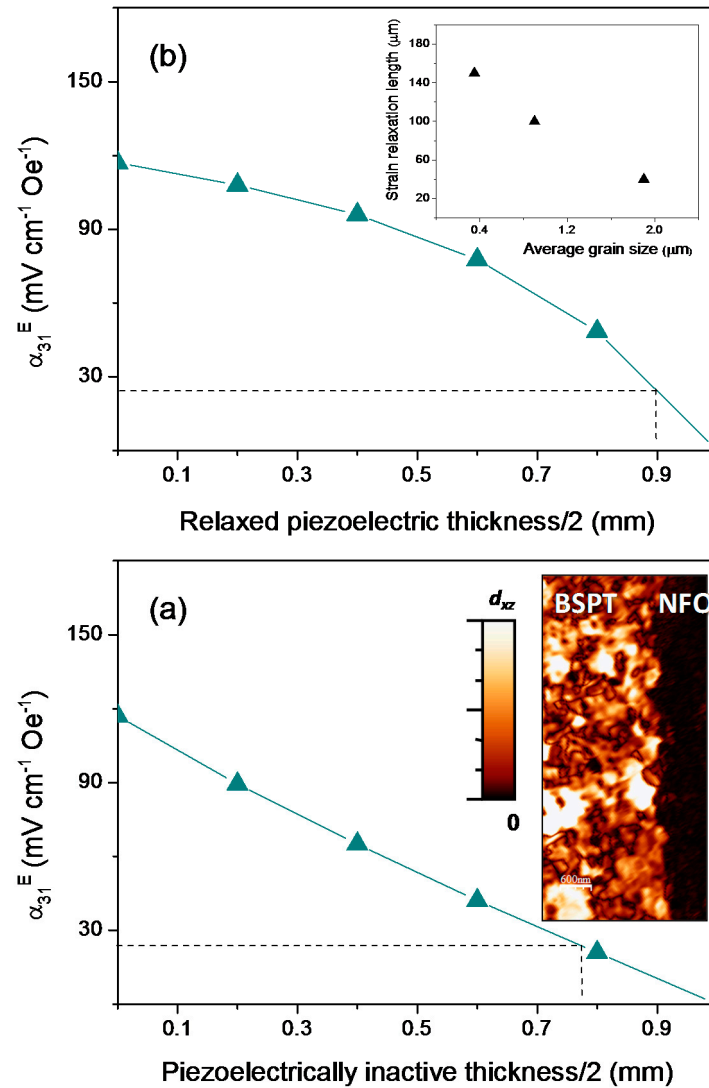 (b)
150
90
30
α31^E (mV cm-1 Oe-1)
0.1 0.3 0.5 0.7 0.9
Relaxed piezoelectric thickness/2 (mm)
Strain relaxation length (μm)
180
140
100
60
20
0.4 1.2 2.0
Average grain size (μm)
(a)
150
90
30
α31^E (mV cm-1 Oe-1)
dxz
0
BSPT NFO
600nm
0.1 0.3 0.5 0.7 0.9
Piezoelectrically inactive thickness/2 (mm)